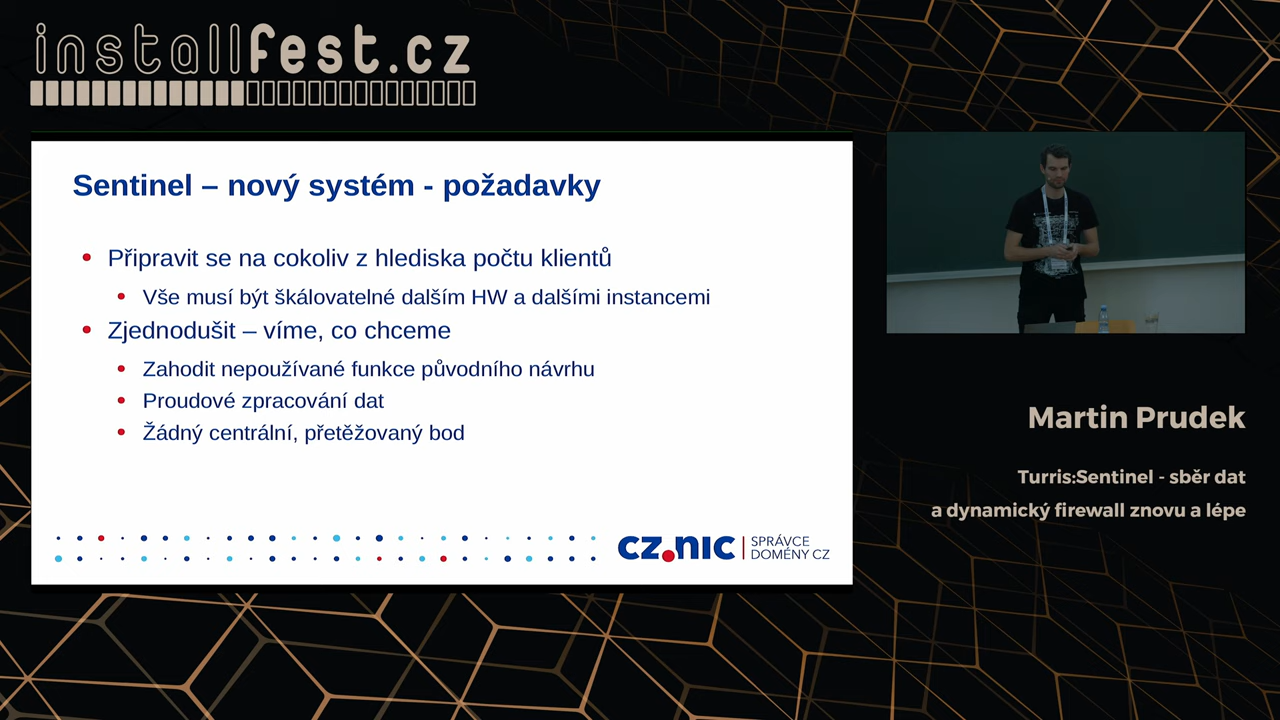 installfest.cz
Sentinel – nový systém - požadavky
Připravit se na cokoliv z hlediska počtu klientů
Vše musí být škálovatelné dalším HW a dalšími instancemi
Zjednodušit – víme, co chceme
Zahodit nepoužívané funkce původního návrhu
Proudové zpracování dat
Žádný centrální, přetěžovaný bod
cz.nic
SPRÁVCE
DOMÉNY CZ
Martin Prudek
Turris:Sentinel - sběr dat
a dynamický firewall znovu a lépe